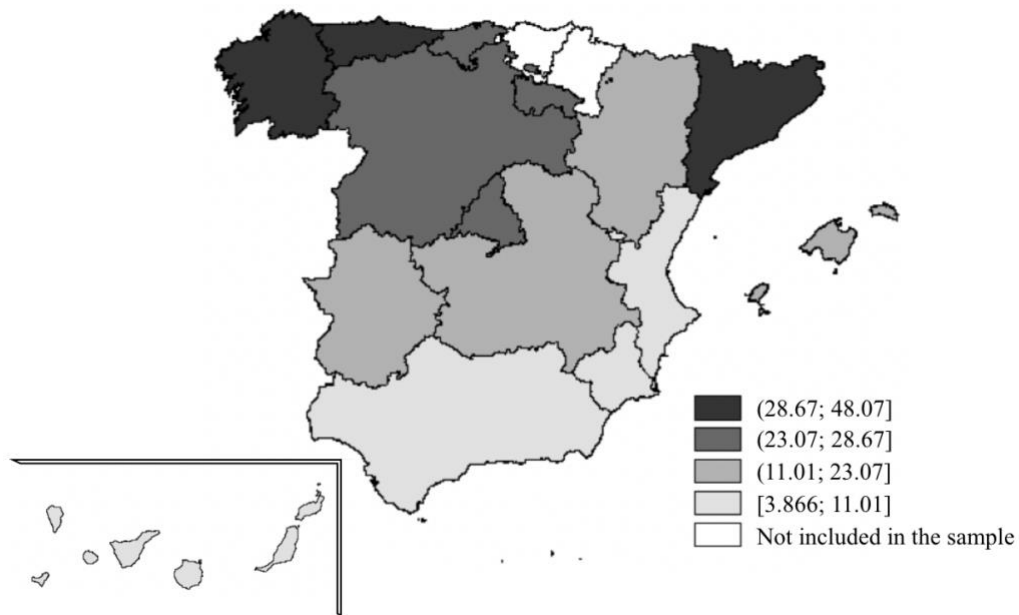 (28.67; 48.07]
(23.07; 28.67]
(11.01; 23.07]
[3.866; 11.01]
Not included in the sample